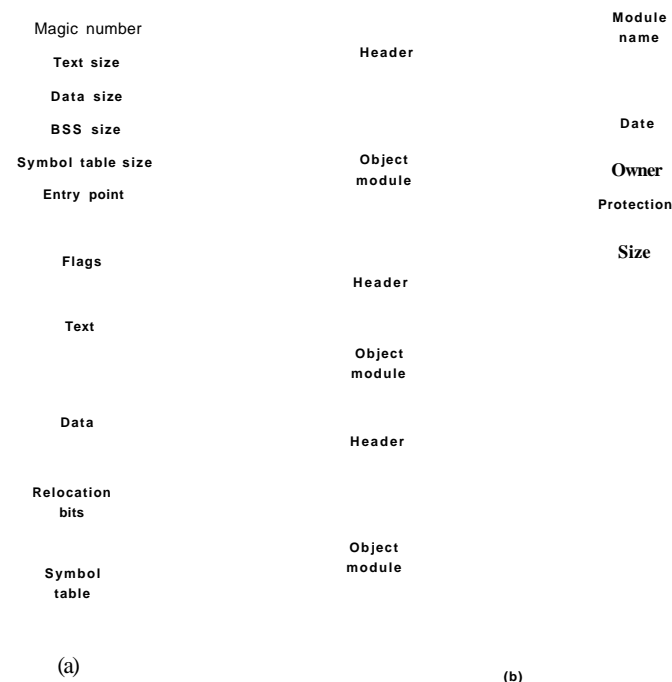 Magic number
Text size
Data size
BSS size
Symbol table size
Entry point
Flags
Text
Data
Relocation
bits
Symbol
table
(a)
Header
Object
module
Header
Object
module
Header
Object
module
Module
name
Date
Owner
Protection
Size
(b)